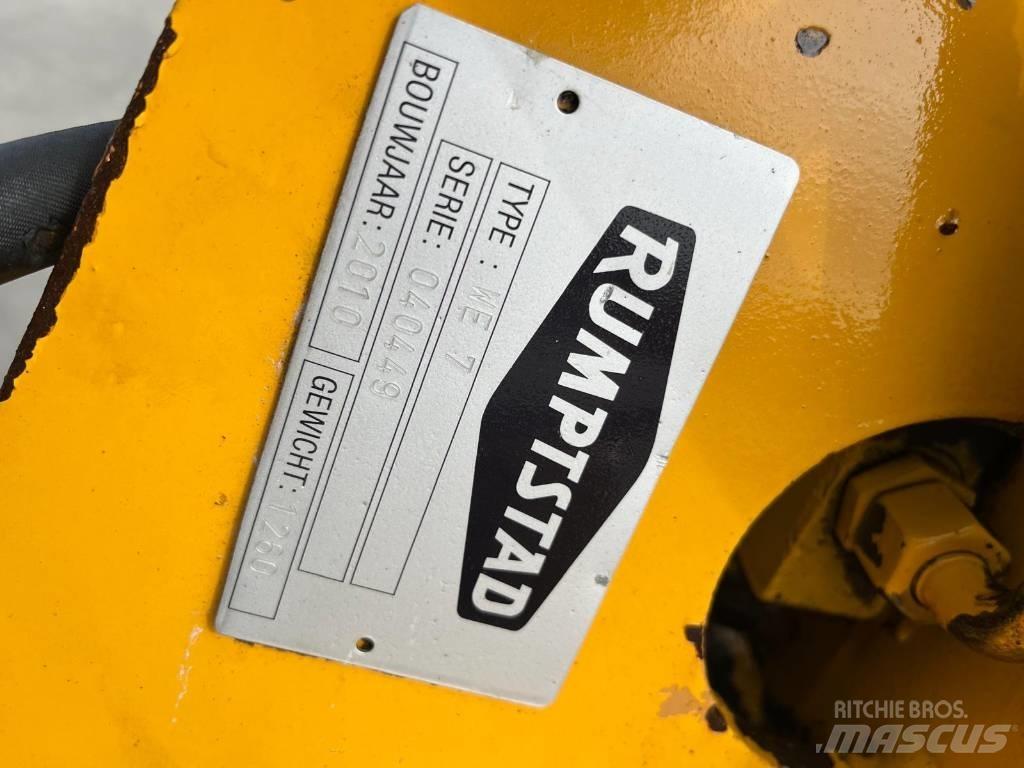 RUMPTSTAD
TYPE: WE 7
SERIE: 040449
BOUWJAAR: 2010 GEWICHT: 1260
RITCHIE BROS.
MASCUS